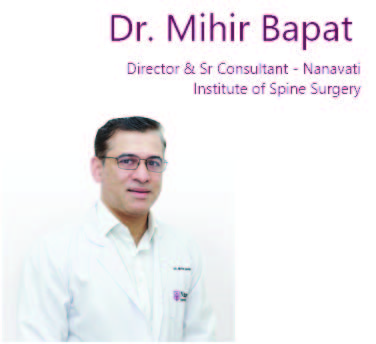 Dr. Mihir Bapat
Director & Sr Consultant - Nanavati
Institute of Spine Surgery